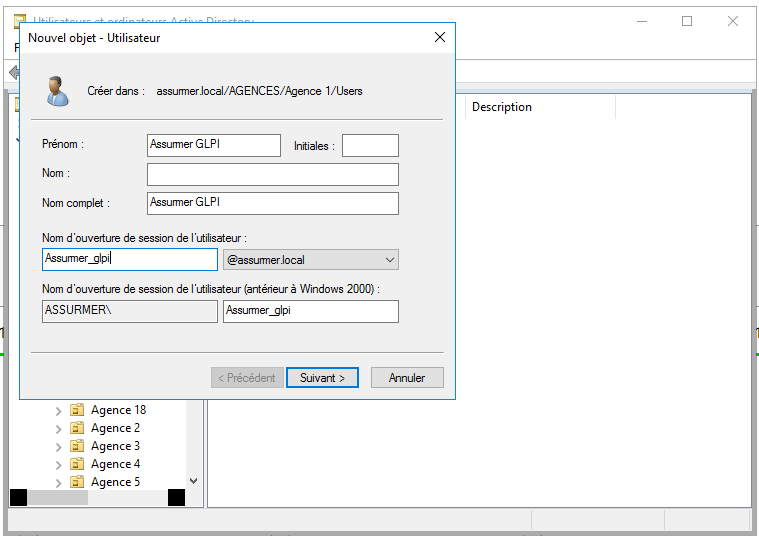 Utilisateurs et ordinateurs Active Directory
Nouvel objet - Utilisateur
Créer dans : assurmer.local/AGENCES/Agence 1/Users
Description
Prénom : Assurmer GLPI Initiales :
Nom :
Nom complet : Assurmer GLPI
Nom d'ouverture de session de l'utilisateur :
Assurmer_glpi @assurmer.local
Nom d'ouverture de session de l'utilisateur (antérieur à Windows 2000) :
ASSURMER\ Assurmer_glpi
< Précédent Suivant > Annuler
Agence 18
Agence 2
Agence 3
Agence 4
Agence 5